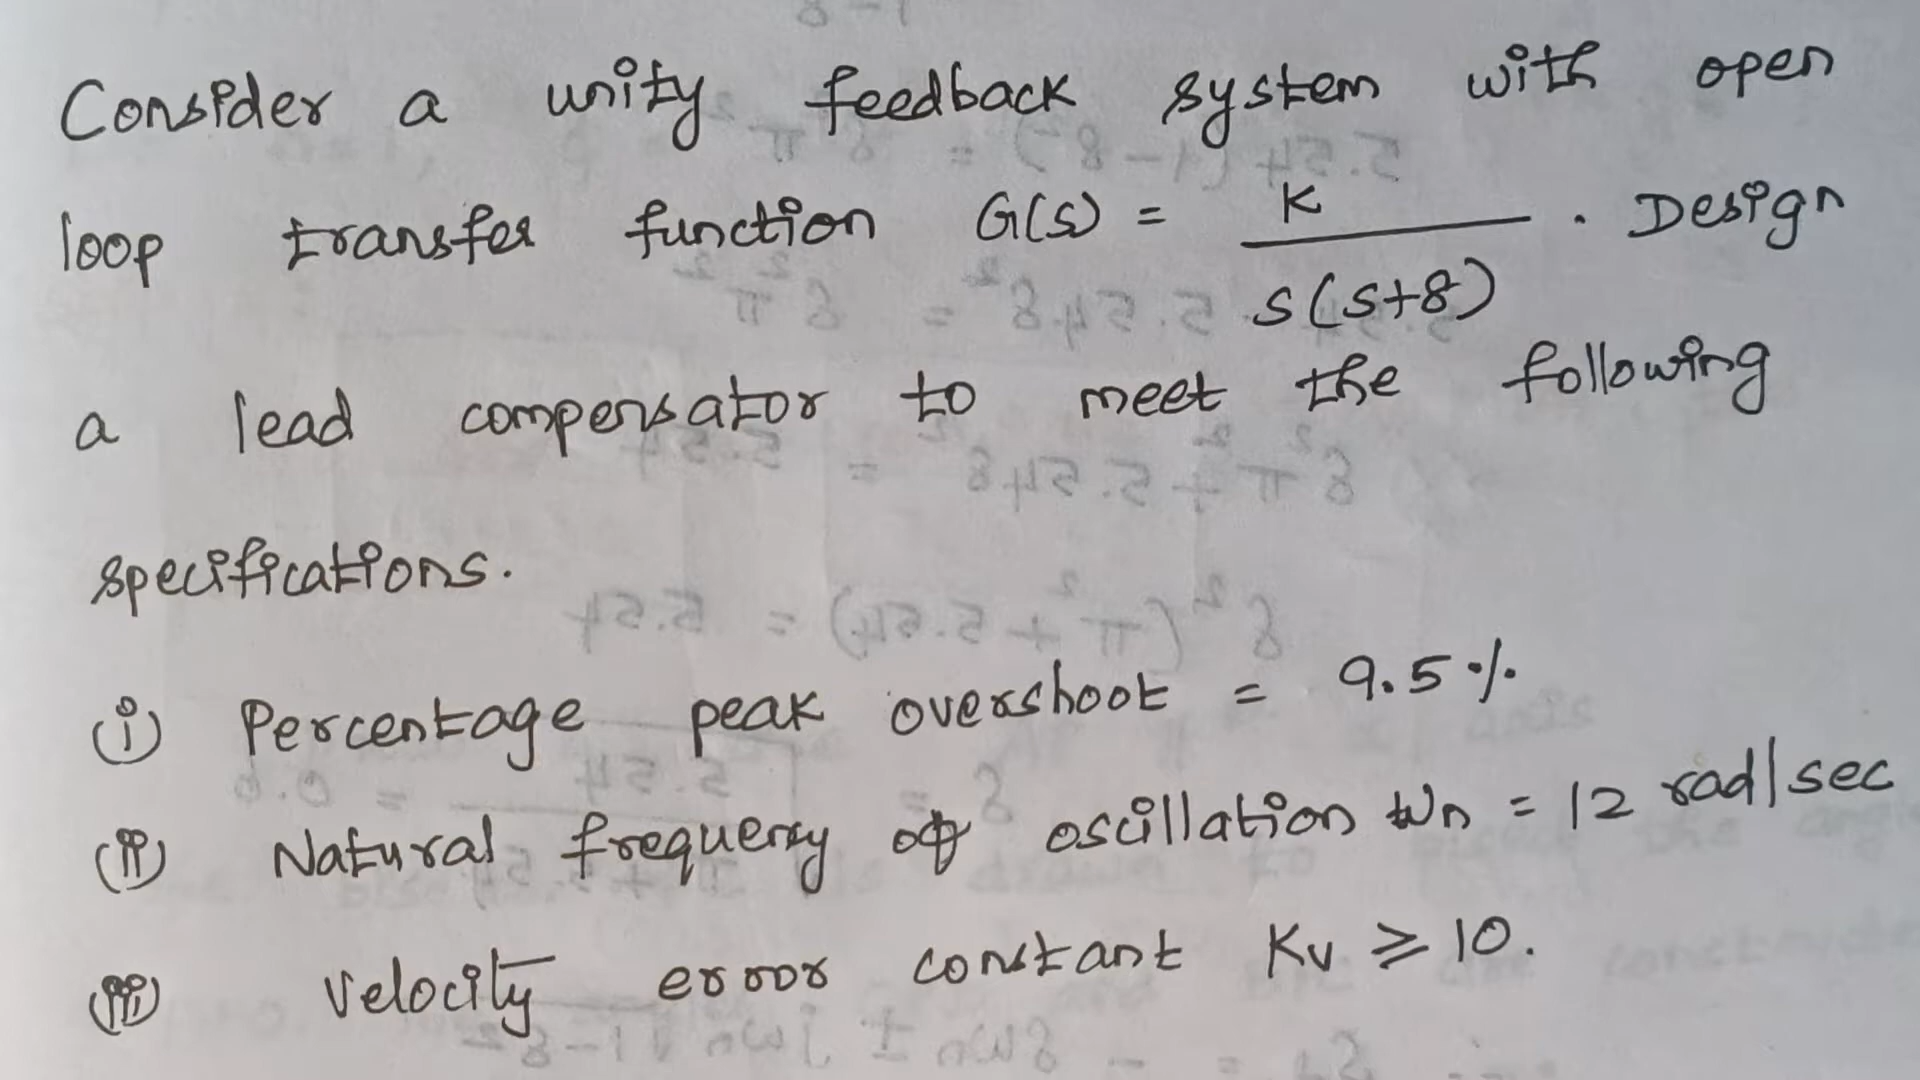 Consider a unity feedback system with open
loop transfer function G(s) = K / s(s+8) . Design
a lead compensator to meet the following
specifications.
(i) Percentage peak overshoot = 9.5 %
(ii) Natural frequency of oscillation Wn = 12 rad/sec
(iii) Velocity error constant Kv ≥ 10.